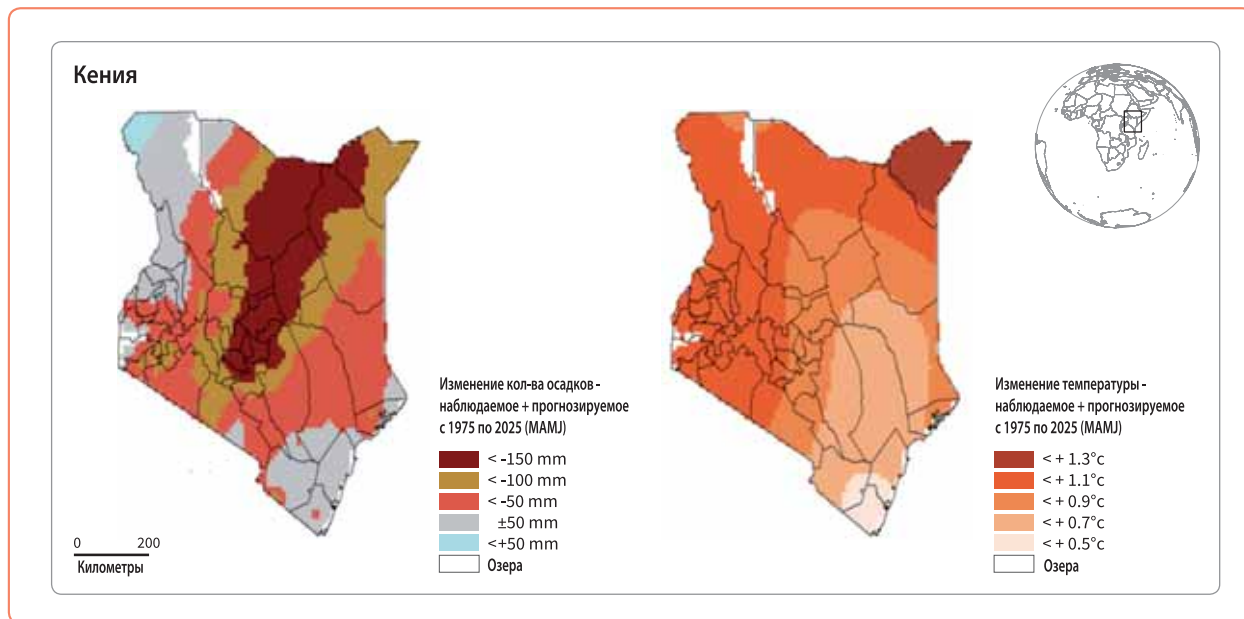 Кения
Изменение кол-ва осадков -
наблюдаемое + прогнозируемое
с 1975 по 2025 (MAMJ)
< -150 mm
< -100 mm
< -50 mm
±50 mm
<+50 mm
Озера
0 200
Километры
Изменение температуры -
наблюдаемое + прогнозируемое
с 1975 по 2025 (MAMJ)
< + 1.3°c
< + 1.1°c
< + 0.9°c
< + 0.7°c
< + 0.5°c
Озера